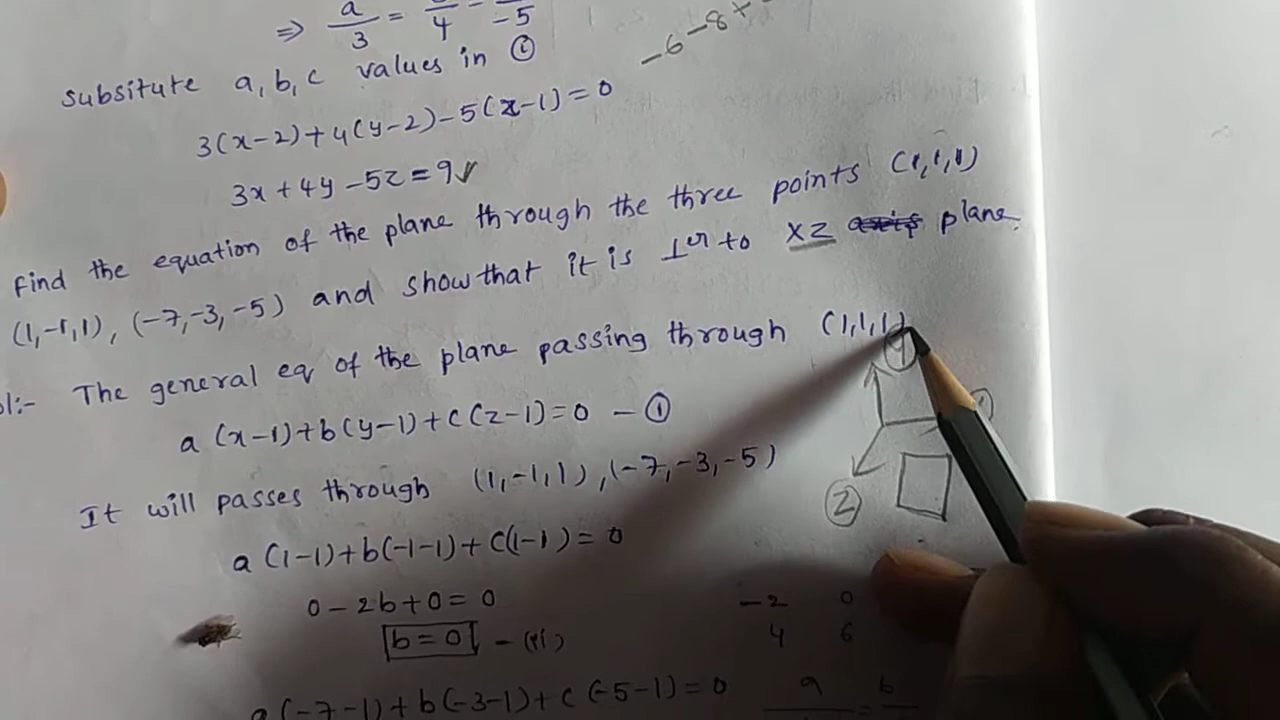 ⇒ a/3 = /4 = /-5
subsitute a, b, c values in ①
-6-8+
3(x-2)+4(y-2)-5(z-1)=0
3x+4y-5z=9✓
Find the equation of the plane through the three points (1,1,1)
(1,-1,1), (-7,-3,-5) and show that it is ⊥er to XZ axis plane.
ol:- The general eq of the plane passing through (1,1,1)
a (x-1)+b(y-1)+c(z-1)=0 - ①
It will passes through (1,-1,1),(-7,-3,-5)
a(1-1)+b(-1-1)+c(1-1)=0
0-2b+0=0
b=0 - (ii)
-2 0
4 6
a(-7-1)+b(-3-1)+c(-5-1)=0
a = b